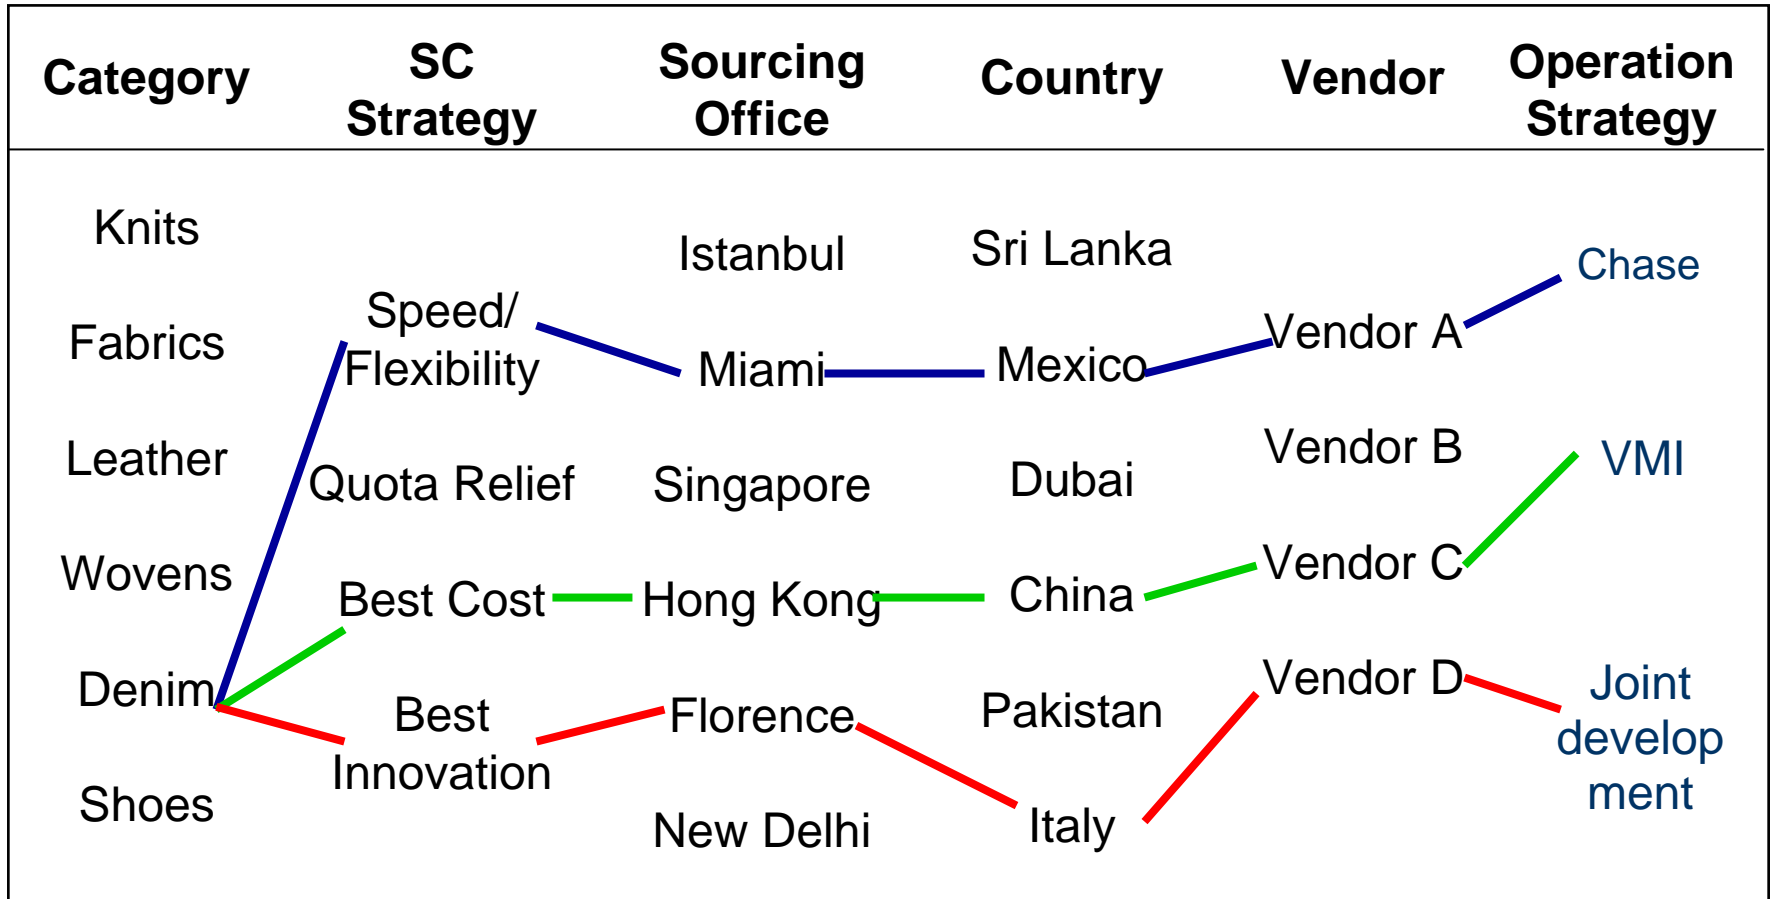 Category
SC
Strategy
Sourcing
Office
Country
Vendor
Operation
Strategy
Knits
Fabrics
Leather
Wovens
Denim
Shoes
Speed/
Flexibility
Quota Relief
Best Cost
Best
Innovation
Istanbul
Miami
Singapore
Hong Kong
Florence
New Delhi
Sri Lanka
Mexico
Dubai
China
Pakistan
Italy
Vendor A
Vendor B
Vendor C
Vendor D
Chase
VMI
Joint
develop
ment